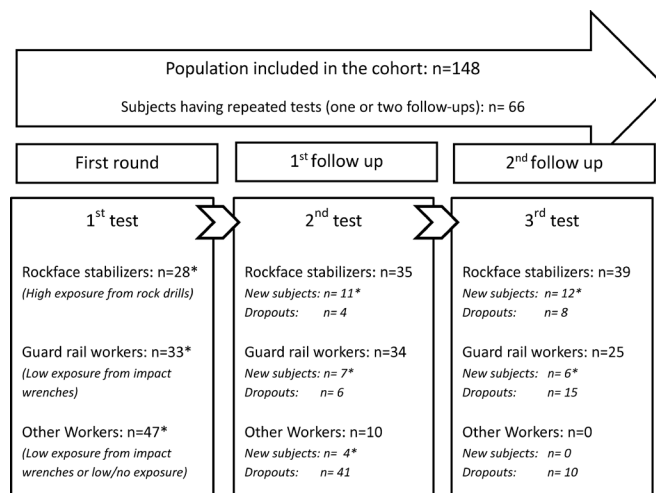 Population included in the cohort: n=148
Subjects having repeated tests (one or two follow-ups): n= 66
First round
1st follow up
2nd follow up
1st test
Rockface stabilizers: n=28*
(High exposure from rock drills)
Guard rail workers: n=33*
(Low exposure from impact
wrenches)
Other Workers: n=47*
(Low exposure from impact
wrenches or low/no exposure)
2nd test
Rockface stabilizers: n=35
New subjects: n= 11*
Dropouts: n= 4
Guard rail workers: n=34
New subjects: n= 7*
Dropouts: n= 6
Other Workers: n=10
New subjects: n= 4*
Dropouts: n= 41
3rd test
Rockface stabilizers: n=39
New subjects: n= 12*
Dropouts: n= 8
Guard rail workers: n=25
New subjects: n= 6*
Dropouts: n= 15
Other Workers: n=0
New subjects: n= 0
Dropouts: n= 10